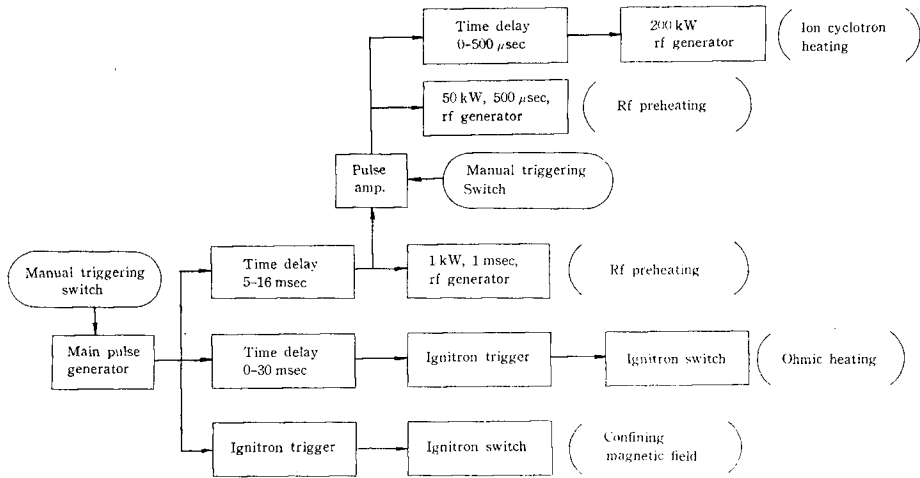 Time delay
0-500 μsec
200 kW
rf generator
Ion cyclotron
heating
50 kW, 500 μsec,
rf generator
Rf preheating
Pulse
amp.
Manual triggering
Switch
Manual triggering
switch
Time delay
5-16 msec
1 kW, 1 msec,
rf generator
Rf preheating
Main pulse
generator
Time delay
0-30 msec
Ignitron trigger
Ignitron switch
Ohmic heating
Ignitron trigger
Ignitron switch
Confining
magnetic field